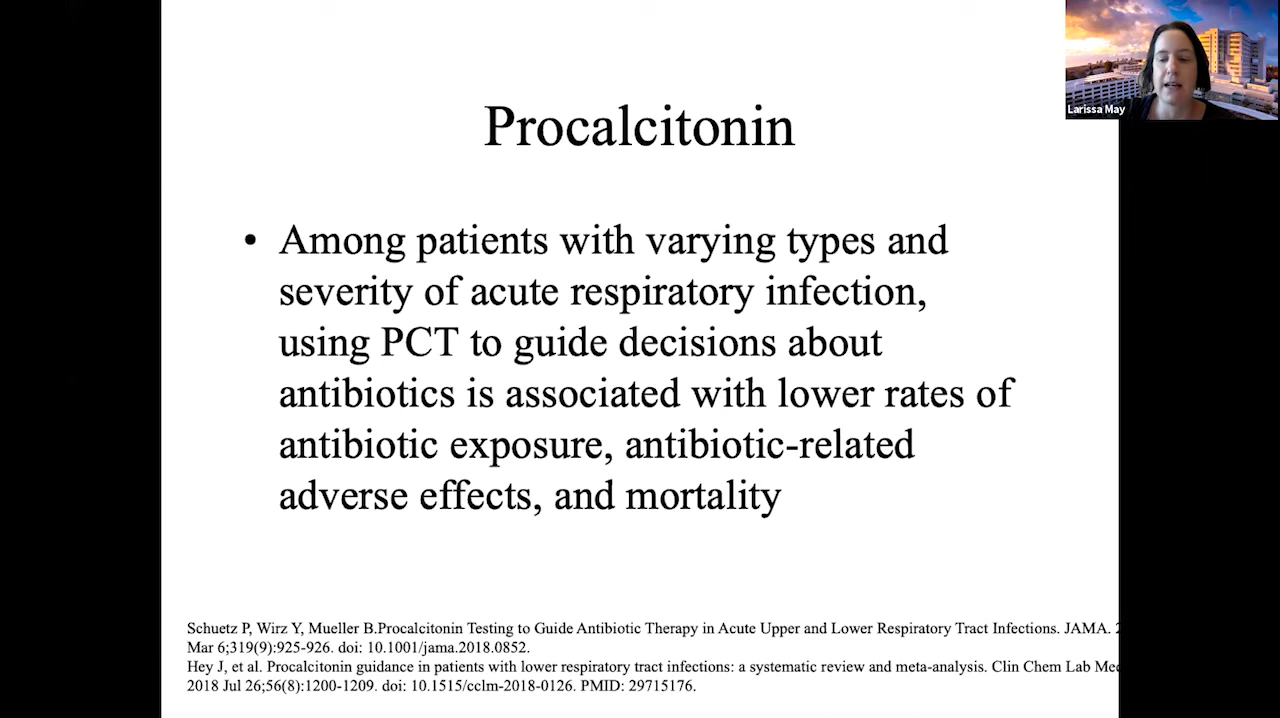 Procalcitonin
• Among patients with varying types and
severity of acute respiratory infection,
using PCT to guide decisions about
antibiotics is associated with lower rates of
antibiotic exposure, antibiotic-related
adverse effects, and mortality
Schuetz P, Wirz Y, Mueller B.Procalcitonin Testing to Guide Antibiotic Therapy in Acute Upper and Lower Respiratory Tract Infections. JAMA.
Mar 6;319(9):925-926. doi: 10.1001/jama.2018.0852.
Hey J, et al. Procalcitonin guidance in patients with lower respiratory tract infections: a systematic review and meta-analysis. Clin Chem Lab
2018 Jul 26;56(8):1200-1209. doi: 10.1515/cclm-2018-0126. PMID: 29715176.
Larissa May